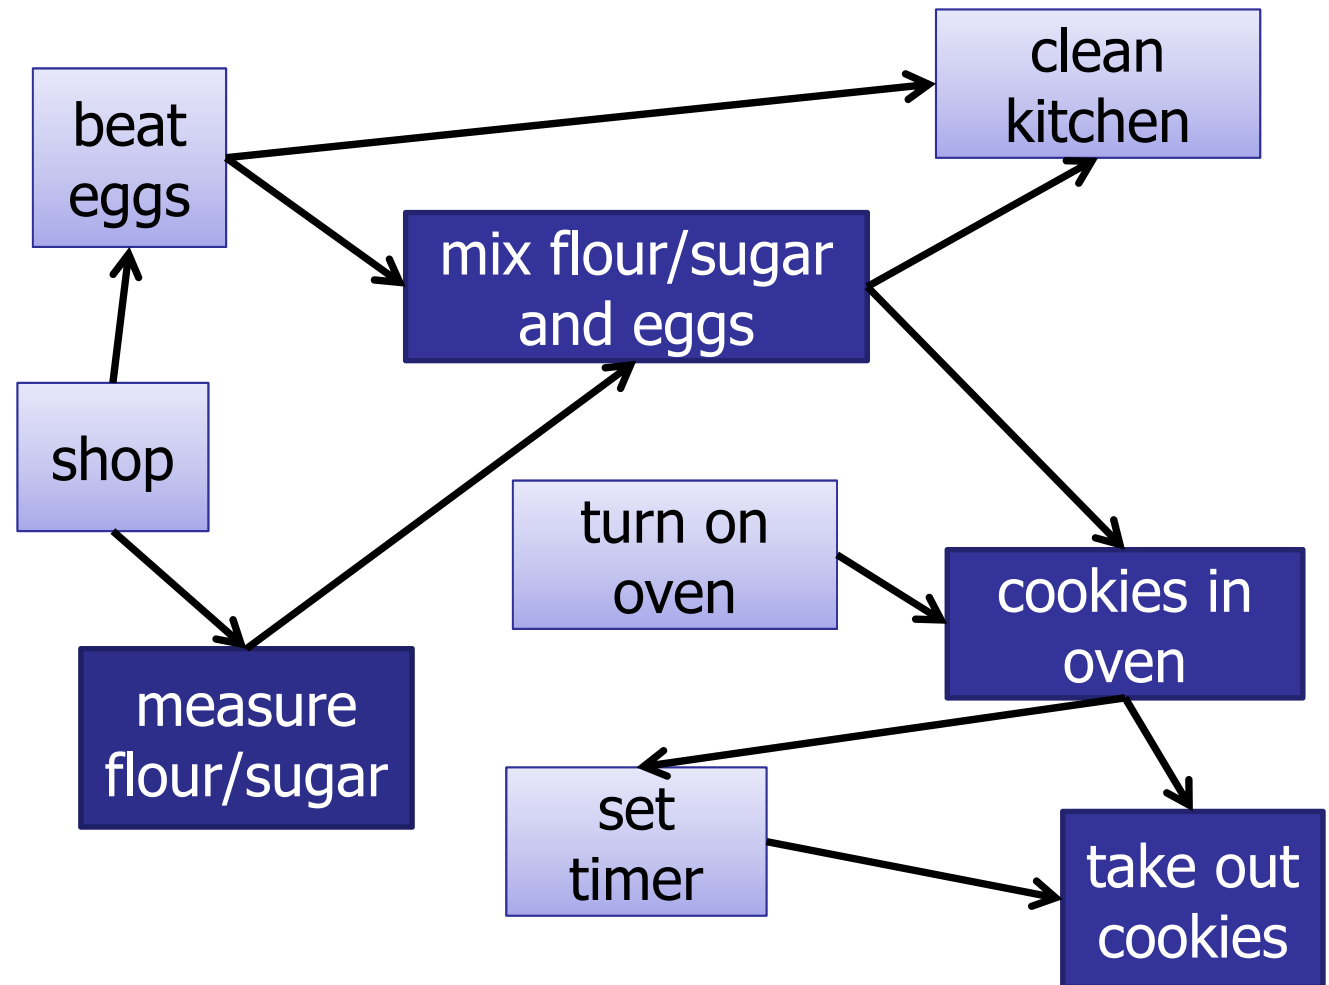 clean
kitchen
beat
eggs
mix flour/sugar
and eggs
shop
turn on
oven
cookies in
oven
measure
flour/sugar
set
timer
take out
cookies